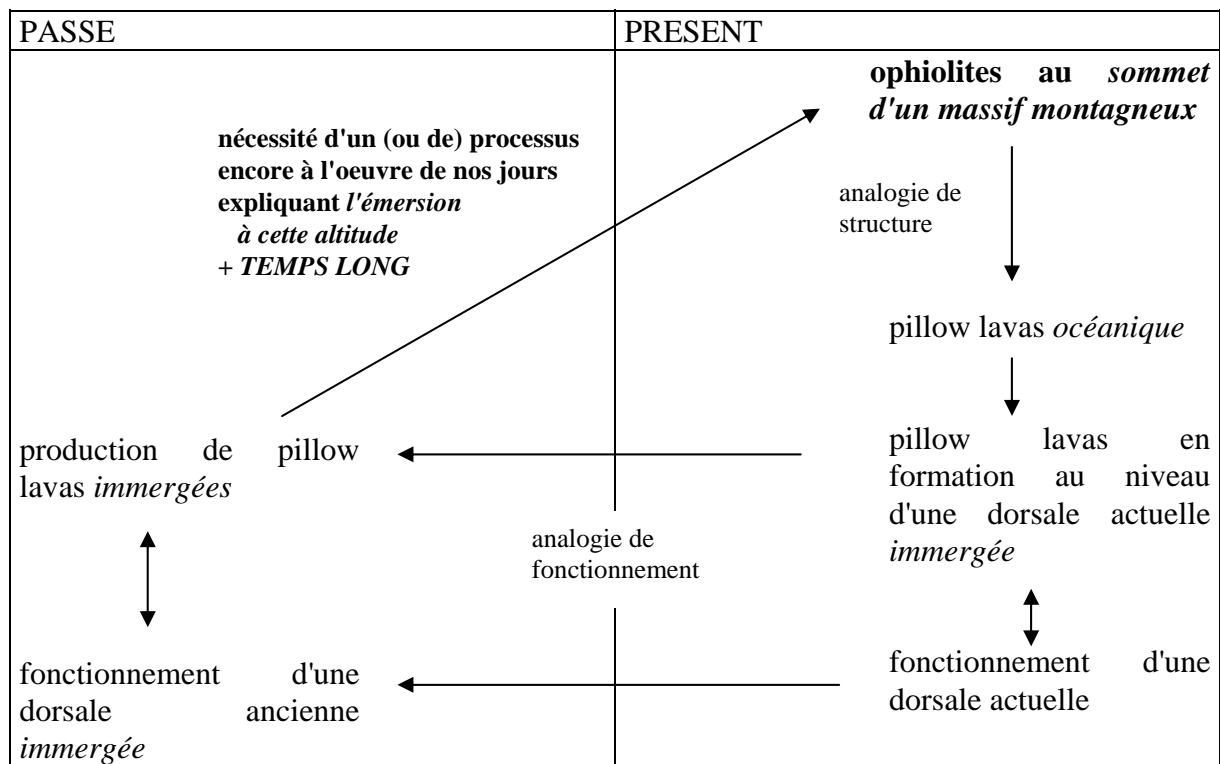 PASSE
PRESENT
ophiolites au sommet
d'un massif montagneux
nécessité d'un (ou de) processus
encore à l'oeuvre de nos jours
expliquant l'émersion
à cette altitude
+ TEMPS LONG
analogie de
structure
pillow lavas océanique
production de pillow
lavas immergées
pillow lavas en
formation au niveau
d'une dorsale actuelle
immergée
analogie de
fonctionnement
fonctionnement d'une
dorsale ancienne
immergée
fonctionnement d'une
dorsale actuelle